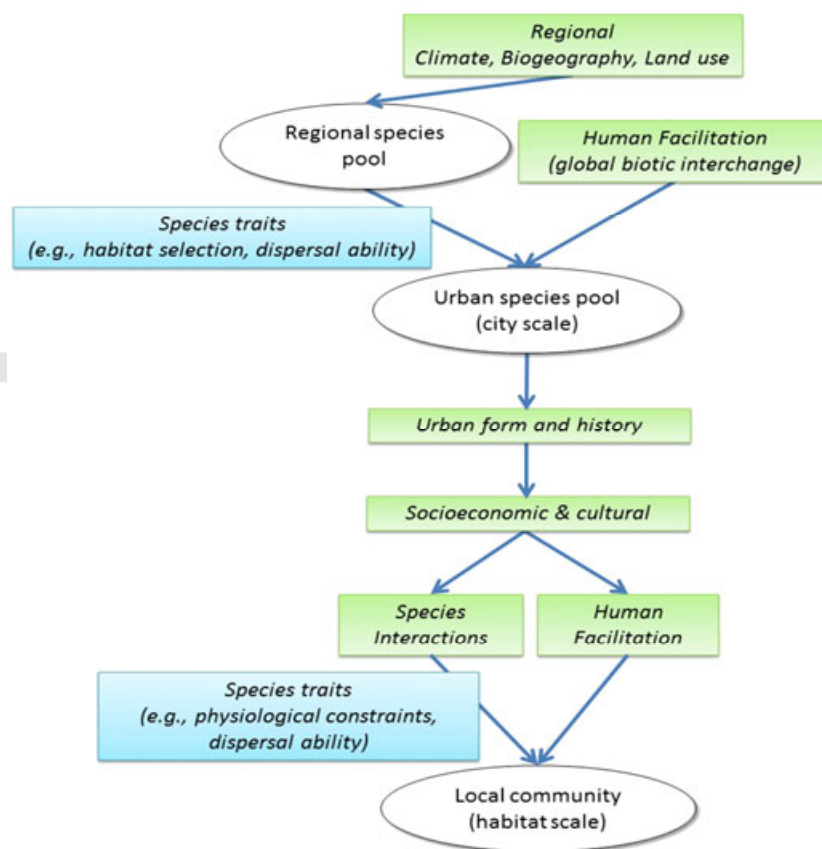 Regional
Climate, Biogeography, Land use
Regional species
pool
Human Facilitation
(global biotic interchange)
Species traits
(e.g., habitat selection, dispersal ability)
Urban species pool
(city scale)
Urban form and history
Socioeconomic & cultural
Species
Interactions
Human
Facilitation
Species traits
(e.g., physiological constraints,
dispersal ability)
Local community
(habitat scale)